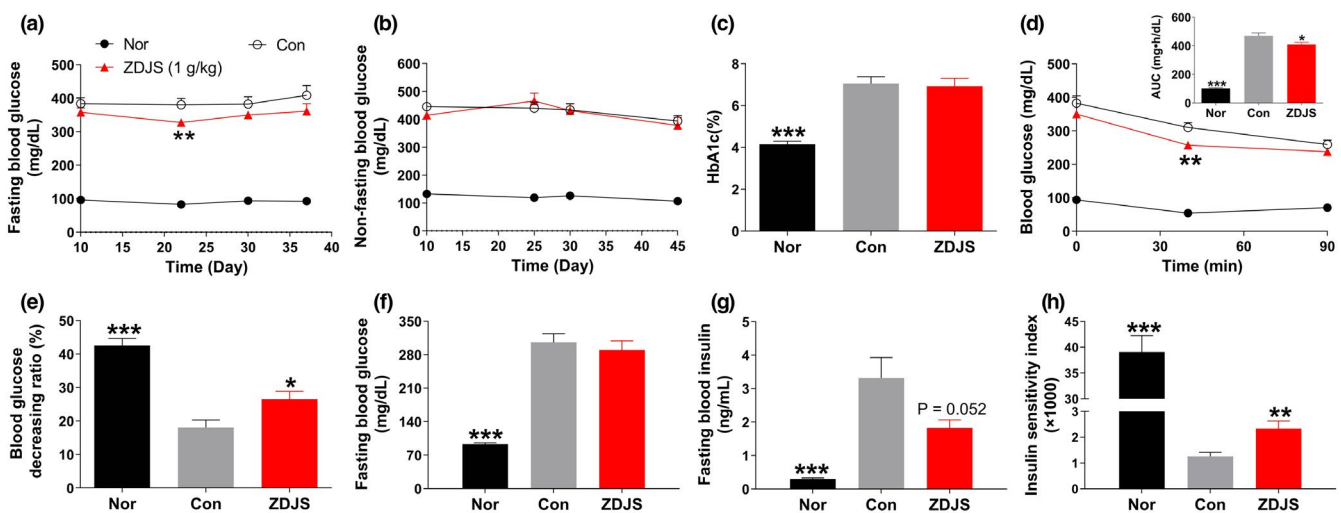 (a)
Nor
Con
ZDJS (1 g/kg)
Fasting blood glucose
(mg/dL)
500
400
300
200
100
0
10 15 20 25 30 35 40
Time (Day)
**
(b)
Non-fasting blood glucose
(mg/dL)
600
500
400
300
200
100
0
10 15 20 25 30 35 40 45
Time (Day)
(c)
HbA1c(%)
8
6
4
2
0
***
Nor Con ZDJS
(d)
Blood glucose (mg/dL)
500
400
300
200
100
0
0 30 60 90
Time (min)
**
AUC (mg•h/dL)
600
400
200
0
***
*
Nor Con ZDJS
(e)
Blood glucose
decreasing ratio (%)
50
40
30
20
10
0
***
*
Nor Con ZDJS
(f)
Fasting blood glucose
(mg/dL)
350
280
210
140
70
0
***
Nor Con ZDJS
(g)
Fasting blood insulin
(ng/mL)
5
4
3
2
1
0
***
P = 0.052
Nor Con ZDJS
(h)
Insulin sensitivity index
(×1000)
45
40
35
30
3
2
1
0
***
**
Nor Con ZDJS